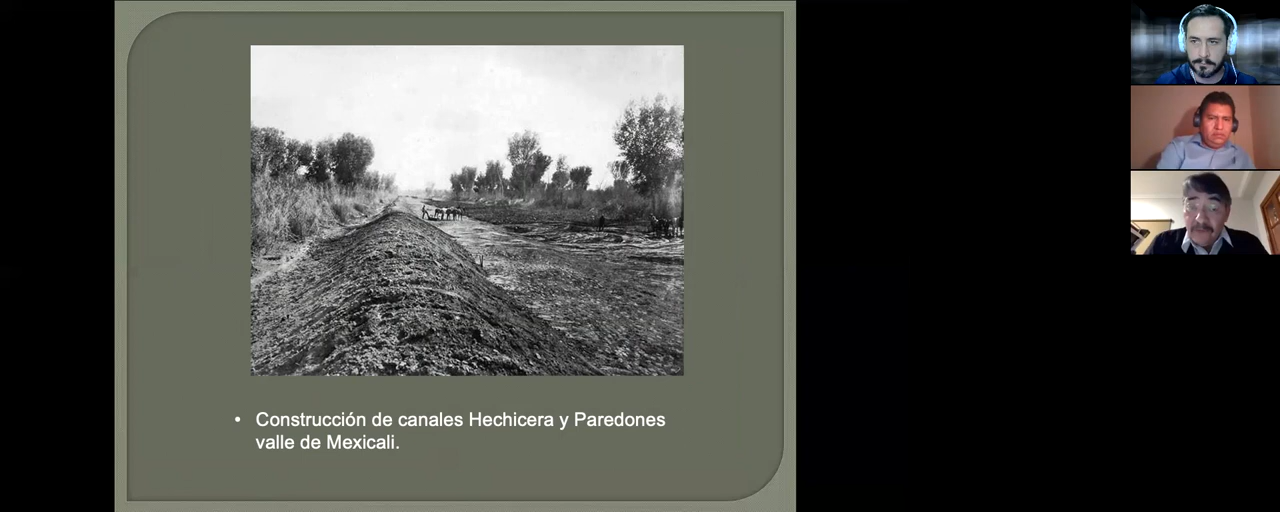 • Construcción de canales Hechicera y Paredones
valle de Mexicali.